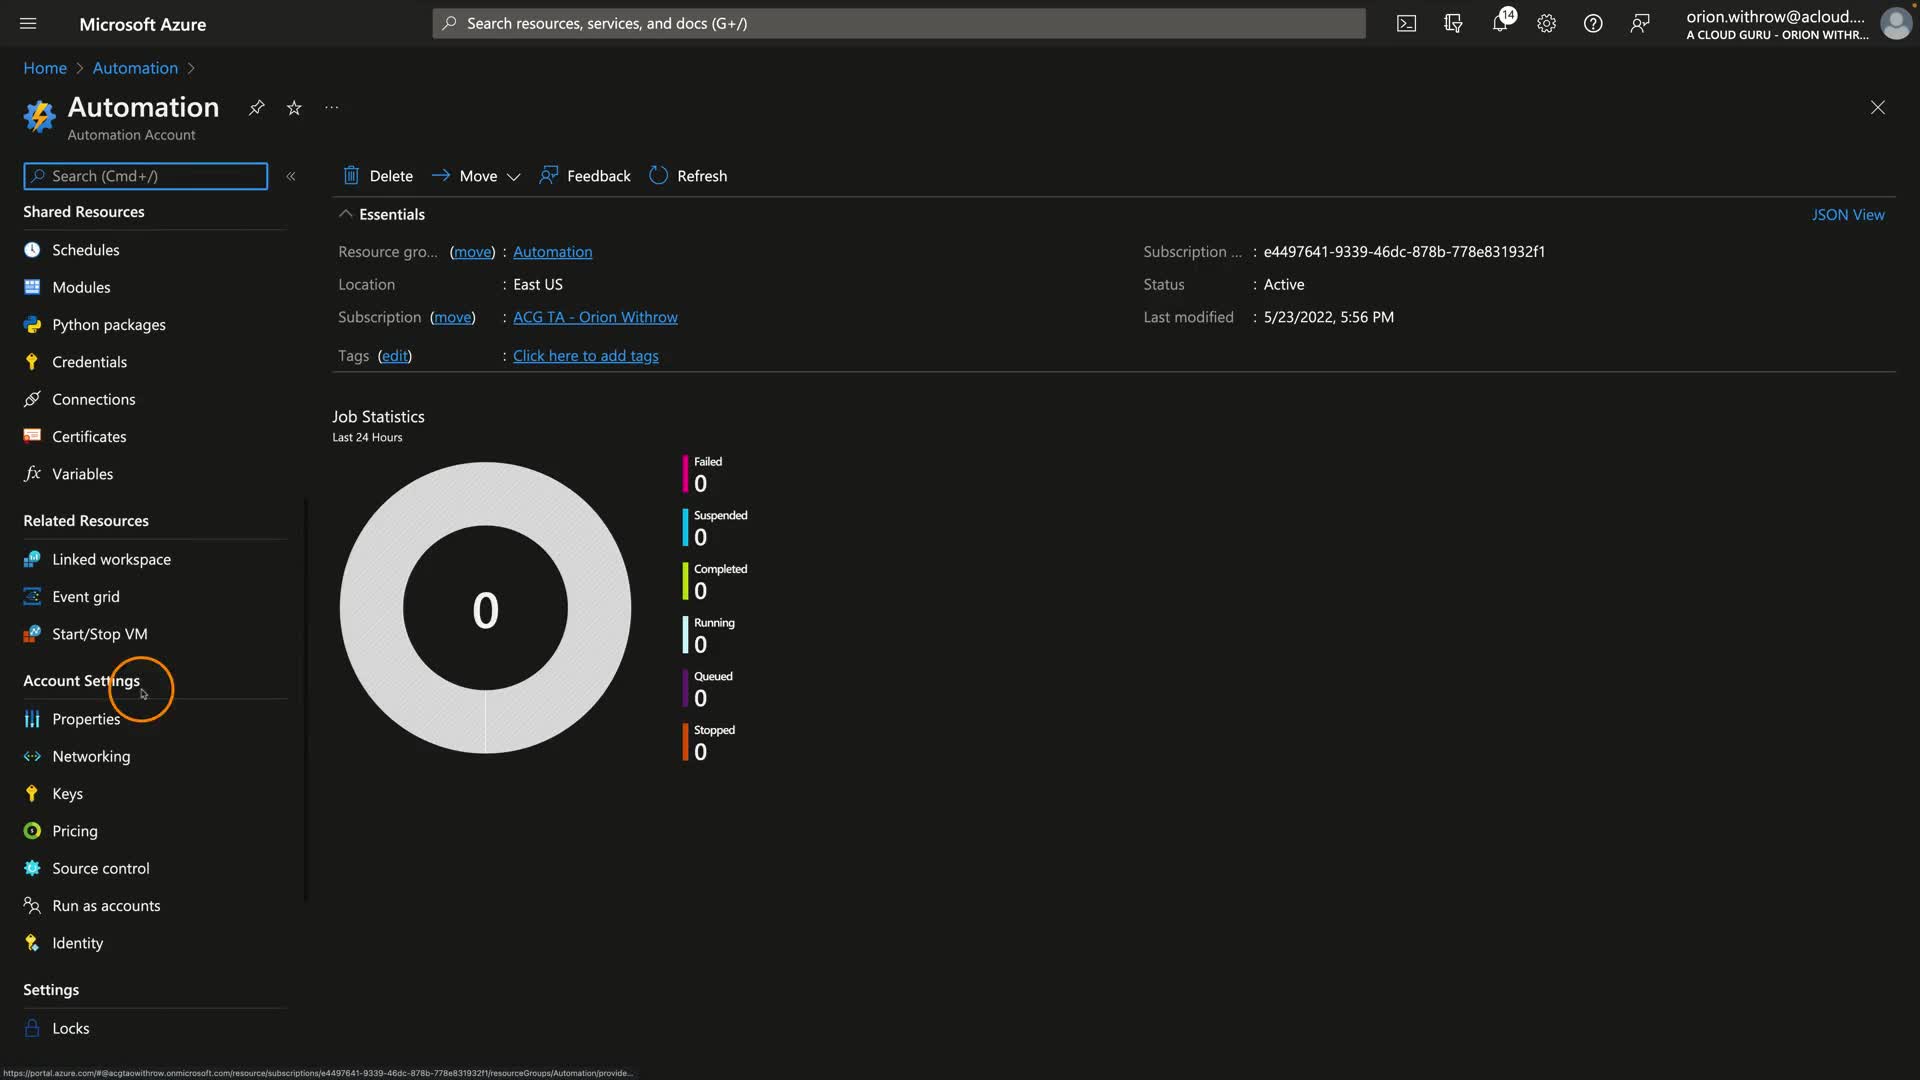 Microsoft Azure
Search resources, services, and docs (G+/)
14
orion.withrow@acloud....
A CLOUD GURU - ORION WITHR...
Home > Automation >
Automation
Automation Account
Search (Cmd+/)
«
Delete
Move
Feedback
Refresh
Shared Resources
Schedules
Modules
Python packages
Credentials
Connections
Certificates
Variables
Related Resources
Linked workspace
Event grid
Start/Stop VM
Account Settings
Properties
Networking
Keys
Pricing
Source control
Run as accounts
Identity
Settings
Locks
Essentials
JSON View
Resource gro... (move) : Automation
Location : East US
Subscription (move) : ACG TA - Orion Withrow
Tags (edit) : Click here to add tags
Subscription ... : e4497641-9339-46dc-878b-778e831932f1
Status : Active
Last modified : 5/23/2022, 5:56 PM
Job Statistics
Last 24 Hours
0
Failed
0
Suspended
0
Completed
0
Running
0
Queued
0
Stopped
0
https://portal.azure.com/#@acgtaowithrow.onmicrosoft.com/resource/subscriptions/e4497641-9339-46dc-878b-778e831932f1/resourceGroups/Automation/provide...